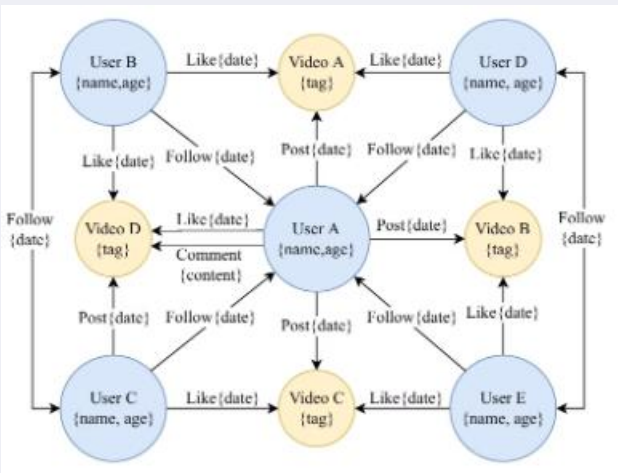 User B
{name,age}
Like{date}
Video A
{tag}
Like{date}
User D
{name, age}
Like{date}
Follow{date}
Post{date}
Follow{date}
Like{date}
Follow
{date}
Video D
{tag}
Like{date}
Comment
{content}
User A
{name,age}
Post{date}
Video B
{tag}
Follow
{date}
Post{date}
Follow{date}
Post{date}
Follow{date}
Like{date}
User C
{name, age}
Like{date}
Video C
{tag}
Like{date}
User E
{name, age}